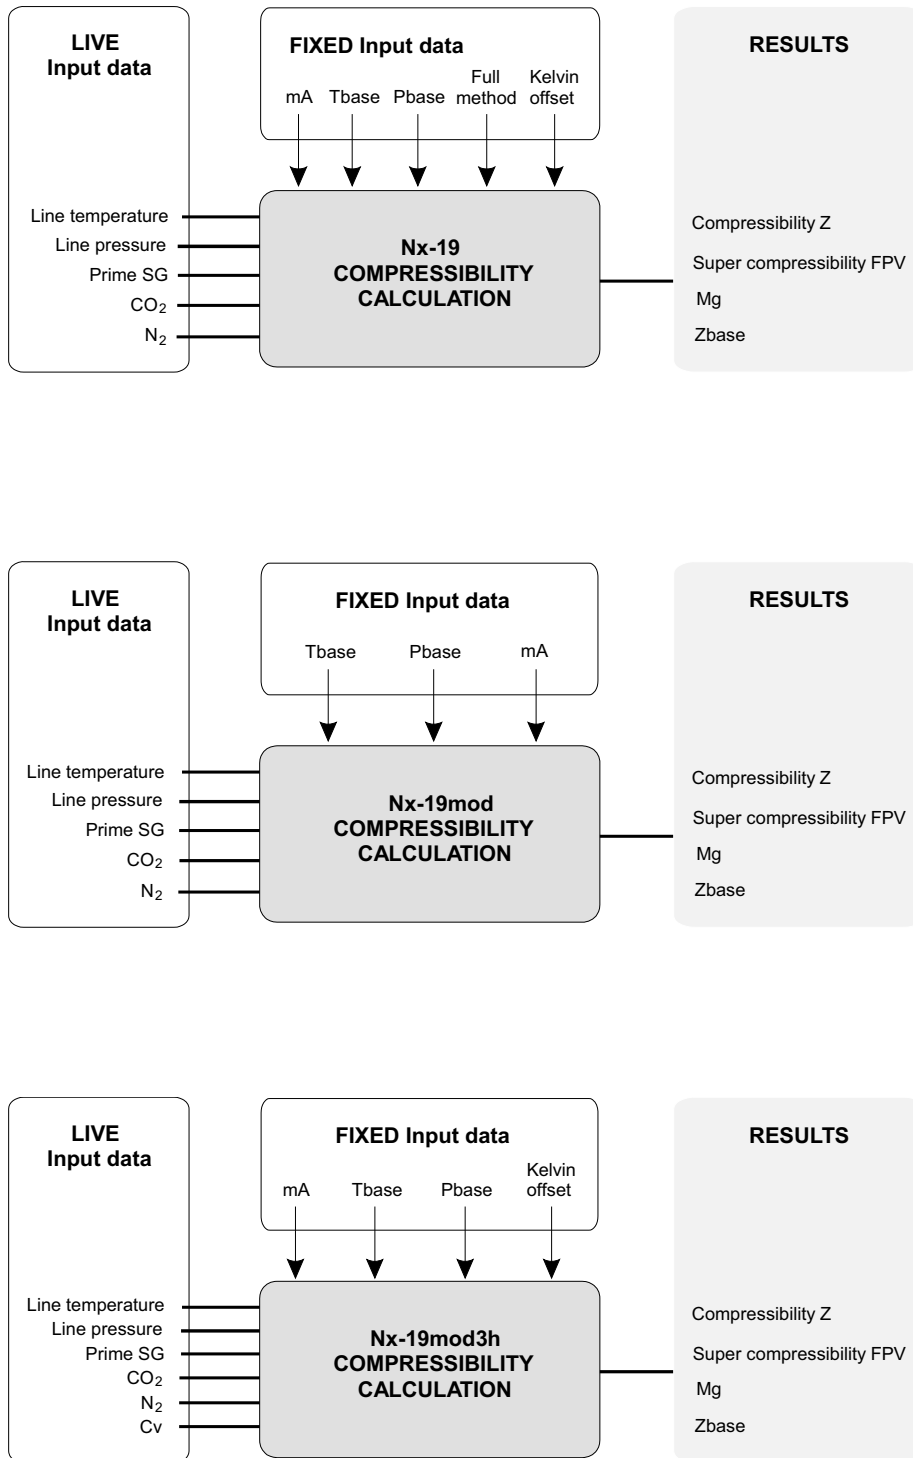 LIVE
Input data
Line temperature
Line pressure
Prime SG
CO2
N2
FIXED Input data
mA
Tbase
Pbase
Full
method
Kelvin
offset
Nx-19
COMPRESSIBILITY
CALCULATION
RESULTS
Compressibility Z
Super compressibility FPV
Mg
Zbase
LIVE
Input data
Line temperature
Line pressure
Prime SG
CO2
N2
FIXED Input data
Tbase
Pbase
mA
Nx-19mod
COMPRESSIBILITY
CALCULATION
RESULTS
Compressibility Z
Super compressibility FPV
Mg
Zbase
LIVE
Input data
Line temperature
Line pressure
Prime SG
CO2
N2
Cv
FIXED Input data
mA
Tbase
Pbase
Kelvin
offset
Nx-19mod3h
COMPRESSIBILITY
CALCULATION
RESULTS
Compressibility Z
Super compressibility FPV
Mg
Zbase